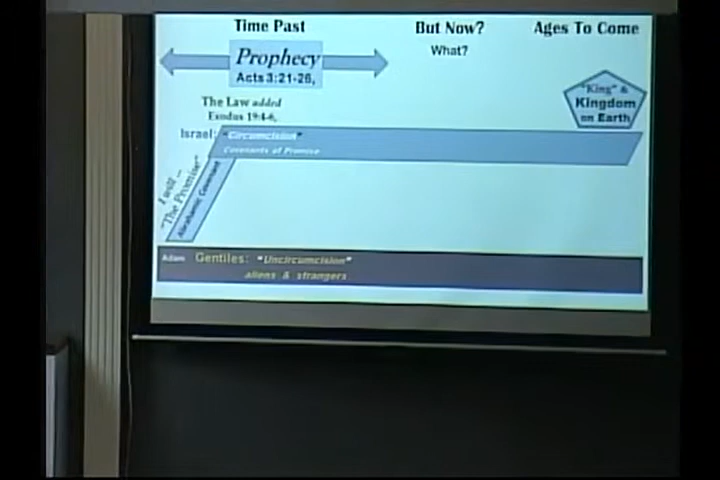 Time Past
But Now?
Ages To Come
Prophecy
Acts 3:21-26,
What?
"King" &
Kingdom
on Earth
The Law added
Exodus 19:4-6,
Israel: "Circumcision"
Covenants of Promise
I will –
"The Promise"
Abrahamic Covenant
Adam Gentiles: "Uncircumcision"
aliens & strangers